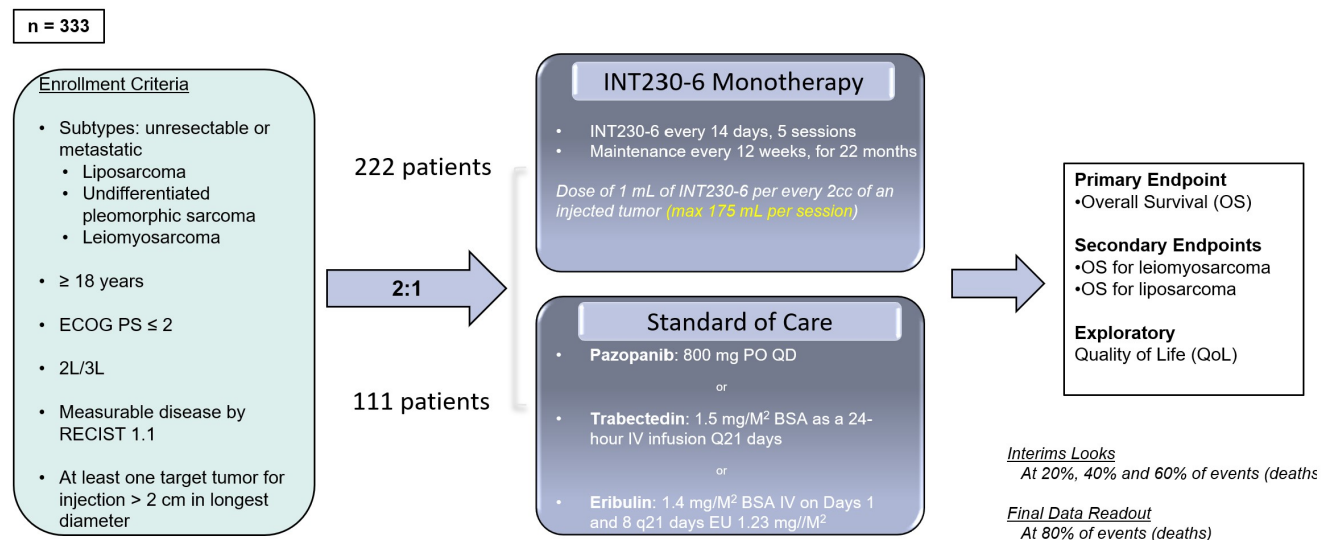 n = 333
Enrollment Criteria
• Subtypes: unresectable or
metastatic
• Liposarcoma
• Undifferentiated
pleomorphic sarcoma
• Leiomyosarcoma
• ≥ 18 years
• ECOG PS ≤ 2
• 2L/3L
• Measurable disease by
RECIST 1.1
• At least one target tumor for
injection > 2 cm in longest
diameter
222 patients
2:1
111 patients
INT230-6 Monotherapy
• INT230-6 every 14 days, 5 sessions
• Maintenance every 12 weeks, for 22 months
Dose of 1 mL of INT230-6 per every 2cc of an
injected tumor (max 175 mL per session)
Standard of Care
• Pazopanib: 800 mg PO QD
or
• Trabectedin: 1.5 mg/M² BSA as a 24-
hour IV infusion Q21 days
or
• Eribulin: 1.4 mg/M² BSA IV on Days 1
and 8 q21 days EU 1.23 mg//M²
Primary Endpoint
•Overall Survival (OS)
Secondary Endpoints
•OS for leiomyosarcoma
•OS for liposarcoma
Exploratory
Quality of Life (QoL)
Interims Looks
At 20%, 40% and 60% of events (deaths
Final Data Readout
At 80% of events (deaths)